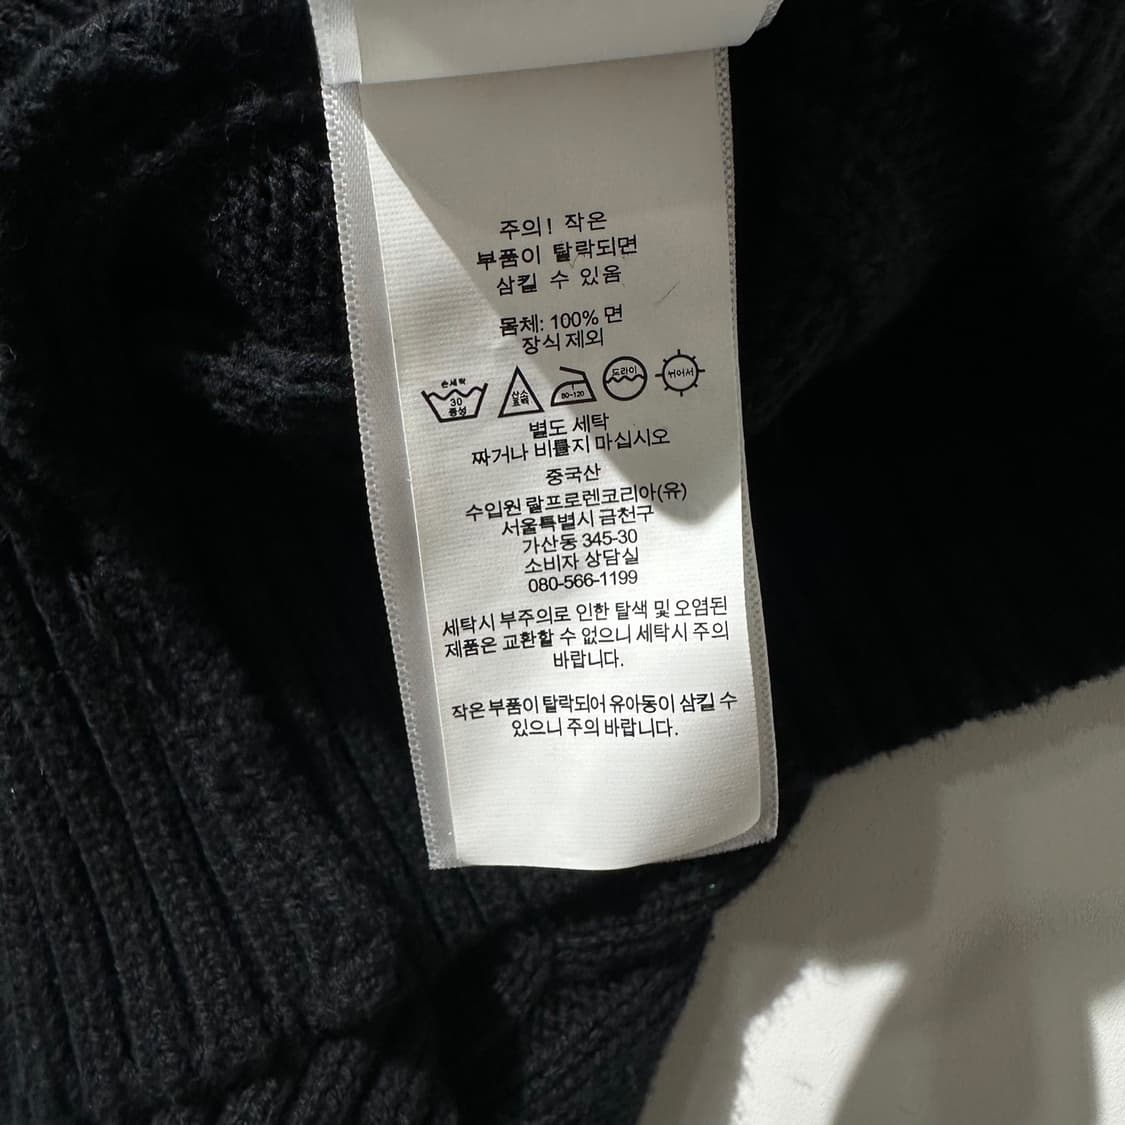 주의! 작은
부품이 탈락되면
삼킬 수 있음
몸체: 100% 면
장식 제외
손세탁
30
중성
산소
표백
80-120
드라이
뉘어서
별도 세탁
짜거나 비틀지 마십시오
중국산
수입원 랄프로렌코리아(유)
서울특별시 금천구
가산동 345-30
소비자 상담실
080-566-1199
세탁시 부주의로 인한 탈색 및 오염된
제품은 교환할 수 없으니 세탁시 주의
바랍니다.
작은 부품이 탈락되어 유아동이 삼킬 수
있으니 주의 바랍니다.